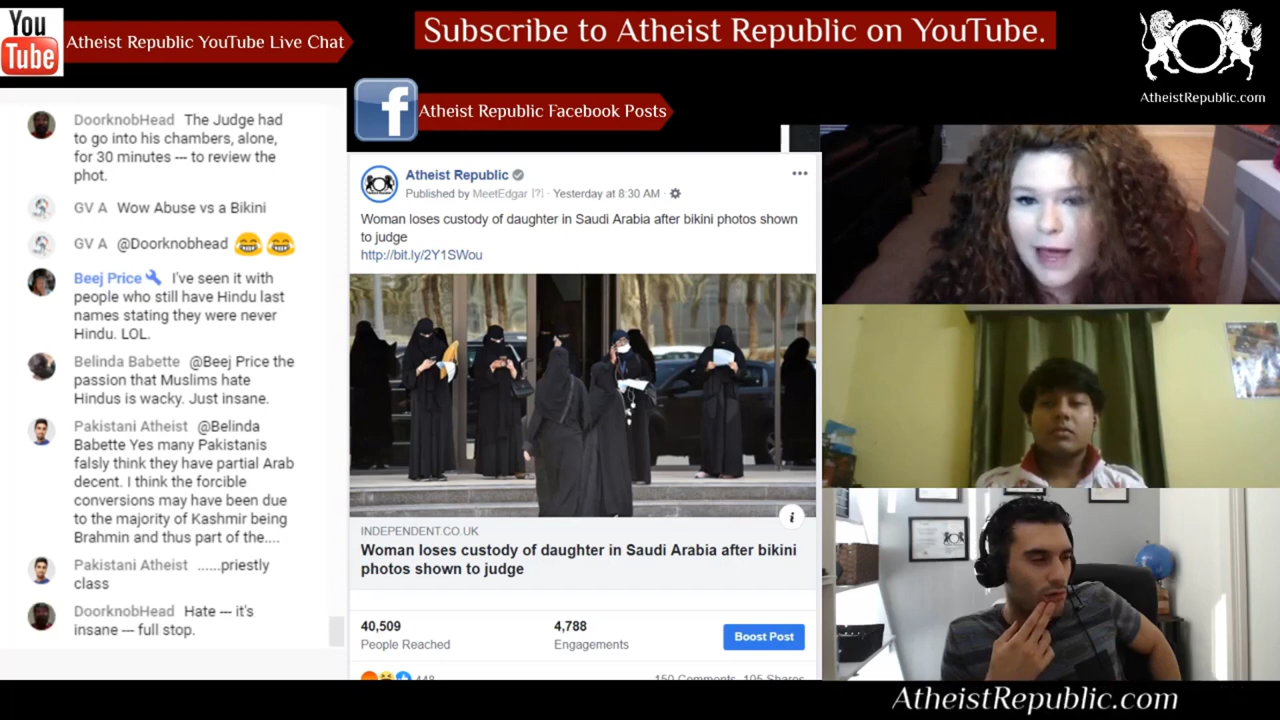 You
Tube
Atheist Republic YouTube Live Chat
Subscribe to Atheist Republic on YouTube.
AtheistRepublic.com
f
Atheist Republic Facebook Posts
DoorknobHead The Judge had
to go into his chambers, alone,
for 30 minutes --- to review the
phot.
GV A Wow Abuse vs a Bikini
GV A @Doorknobhead 😂 😂
Beej Price I've seen it with
people who still have Hindu last
names stating they were never
Hindu. LOL.
Belinda Babette @Beej Price the
passion that Muslims hate
Hindus is wacky. Just insane.
Pakistani Atheist @Belinda
Babette Yes many Pakistanis
falsly think they have partial Arab
decent. I think the forcible
conversions may have been due
to the majority of Kashmir being
Brahmin and thus part of the....
Pakistani Atheist ......priestly
class
DoorknobHead Hate --- it's
insane --- full stop.
Atheist Republic
Published by MeetEdgar [?] · Yesterday at 8:30 AM ·
Woman loses custody of daughter in Saudi Arabia after bikini photos shown
to judge
http://bit.ly/2Y1SWou
i
INDEPENDENT.CO.UK
Woman loses custody of daughter in Saudi Arabia after bikini
photos shown to judge
40,509
People Reached
4,788
Engagements
Boost Post
448
150 Comments 105 Shares
AtheistRepublic.com